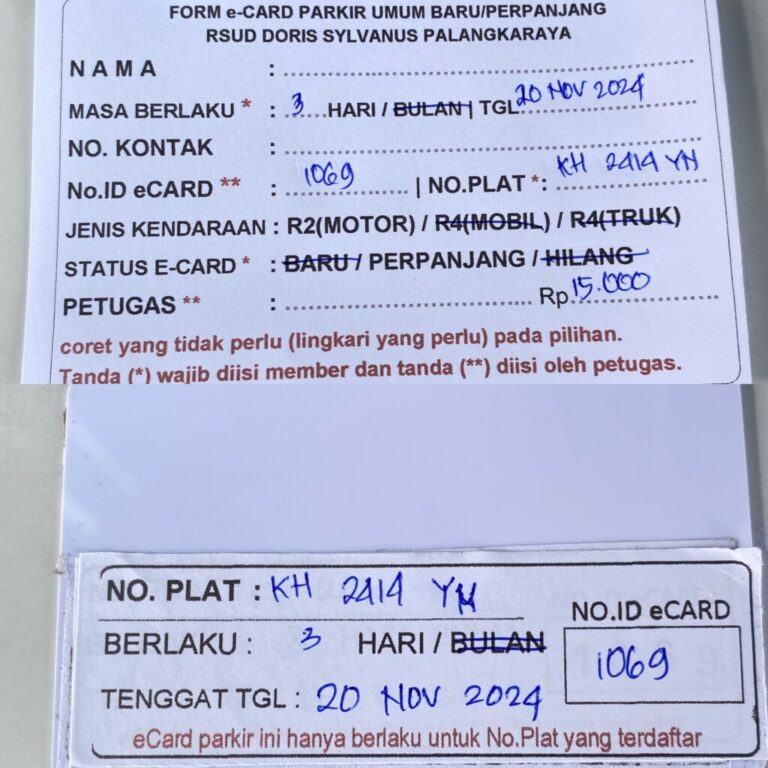 FORM e-CARD PARKIR UMUM BARU/PERPANJANG
RSUD DORIS SYLVANUS PALANGKARAYA
N A M A :
MASA BERLAKU * : 3 HARI / BULAN | TGL 20 NOV 2024
NO. KONTAK :
No.ID eCARD ** : 1069 | NO.PLAT *: KH 2414 YN
JENIS KENDARAAN : R2(MOTOR) / R4(MOBIL) / R4(TRUK)
STATUS E-CARD * : BARU / PERPANJANG / HILANG
PETUGAS ** : Rp 15.000
coret yang tidak perlu (lingkari yang perlu) pada pilihan.
Tanda (*) wajib diisi member dan tanda (**) diisi oleh petugas.
NO. PLAT : KH 2414 YN
NO.ID eCARD
BERLAKU : 3 HARI / BULAN
1069
TENGGAT TGL : 20 NOV 2024
eCard parkir ini hanya berlaku untuk No.Plat yang terdaftar